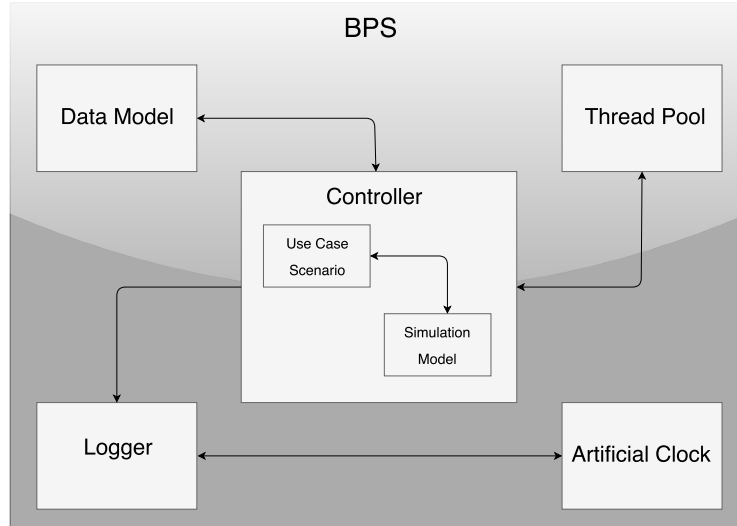 BPS
Data Model
Thread Pool
Controller
Use Case
Scenario
Simulation
Model
Logger
Artificial Clock